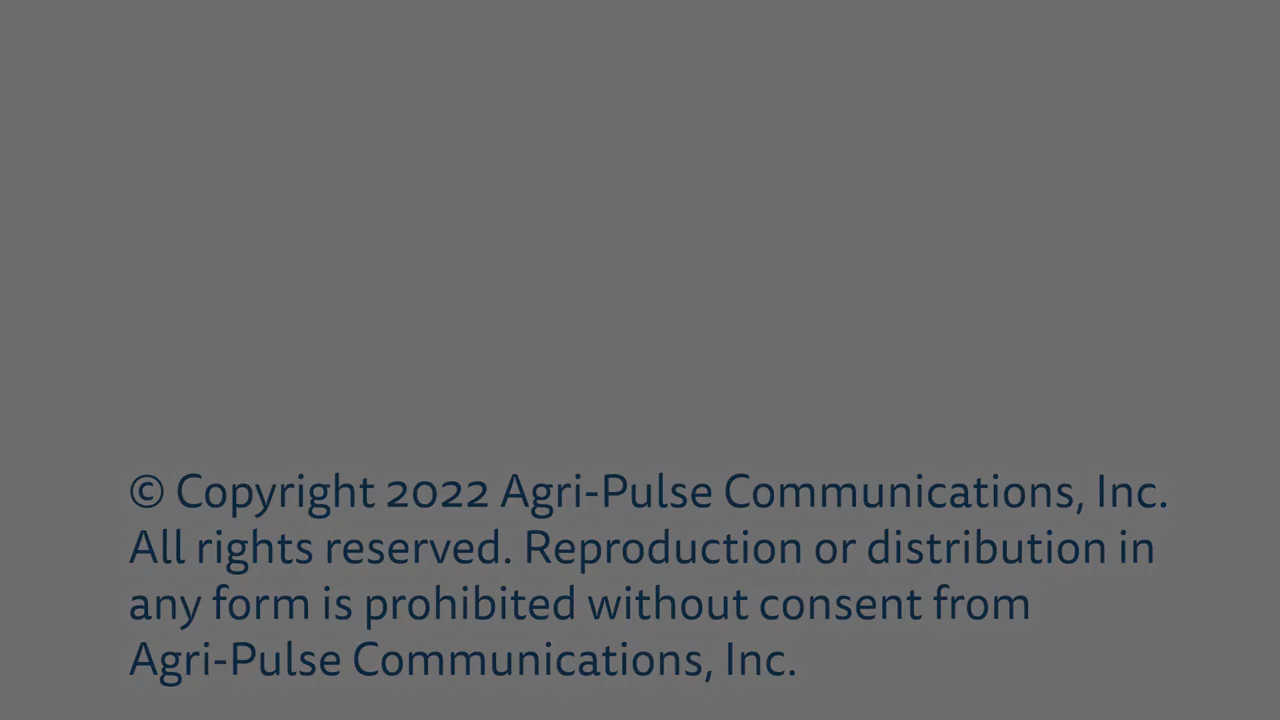 © Copyright 2022 Agri-Pulse Communications, Inc.
All rights reserved. Reproduction or distribution in
any form is prohibited without consent from
Agri-Pulse Communications, Inc.